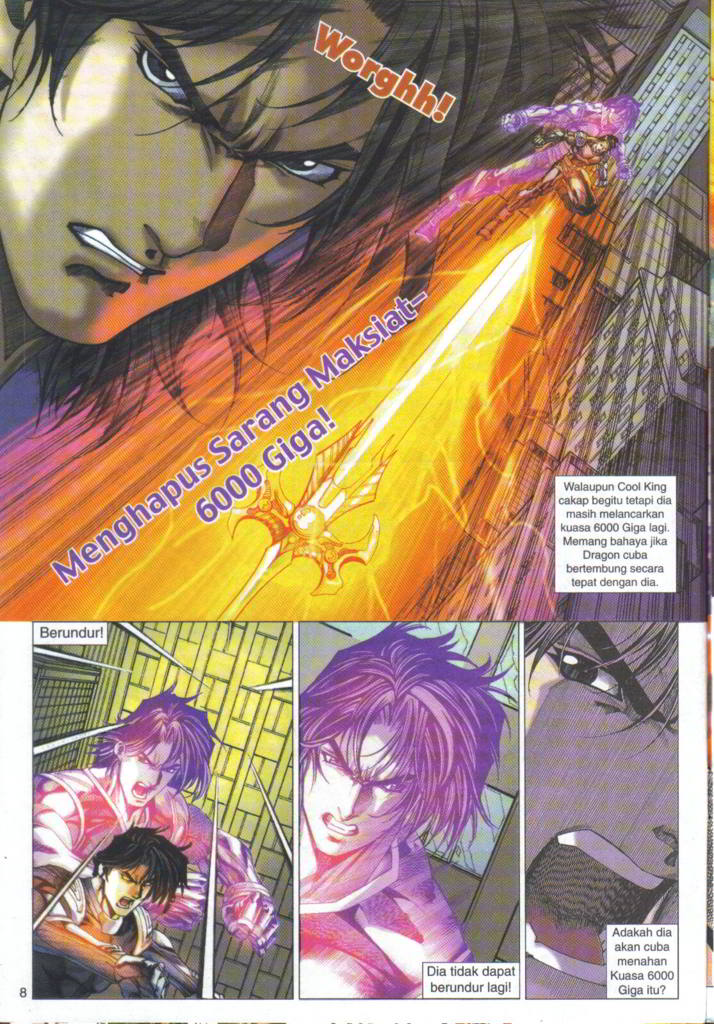 Worghh!
Menghapus Sarang Maksiat–
6000 Giga!
Walaupun Cool King
cakap begitu tetapi dia
masih melancarkan
kuasa 6000 Giga lagi.
Memang bahaya jika
Dragon cuba
bertembung secara
tepat dengan dia.
Berundur!
Dia tidak dapat
berundur lagi!
Adakah dia
akan cuba
menahan
Kuasa 6000
Giga itu?
8